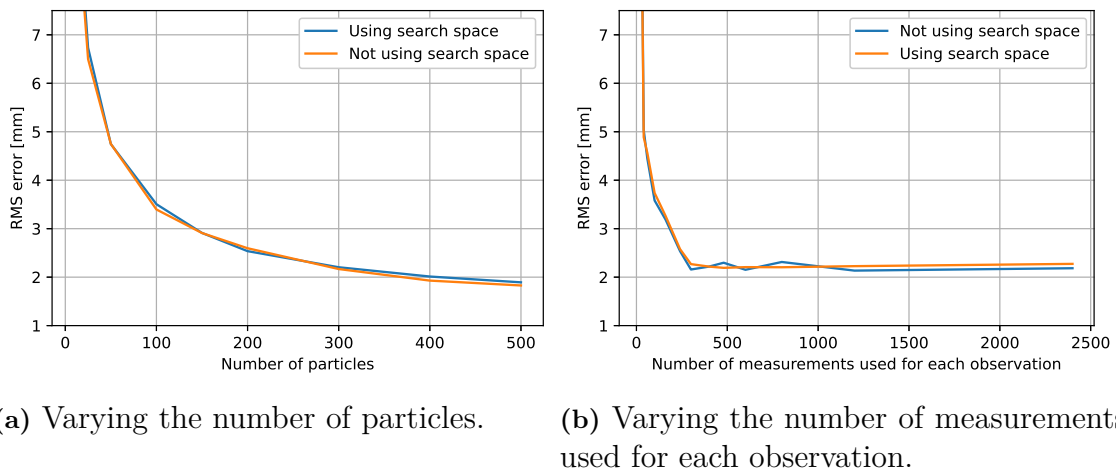 7
6
5
4
3
2
1
RMS error [mm]
Using search space
Not using search space
0 100 200 300 400 500
Number of particles
7
6
5
4
3
2
1
RMS error [mm]
Not using search space
Using search space
0 500 1000 1500 2000 2500
Number of measurements used for each observation
(a) Varying the number of particles.
(b) Varying the number of measurements
used for each observation.